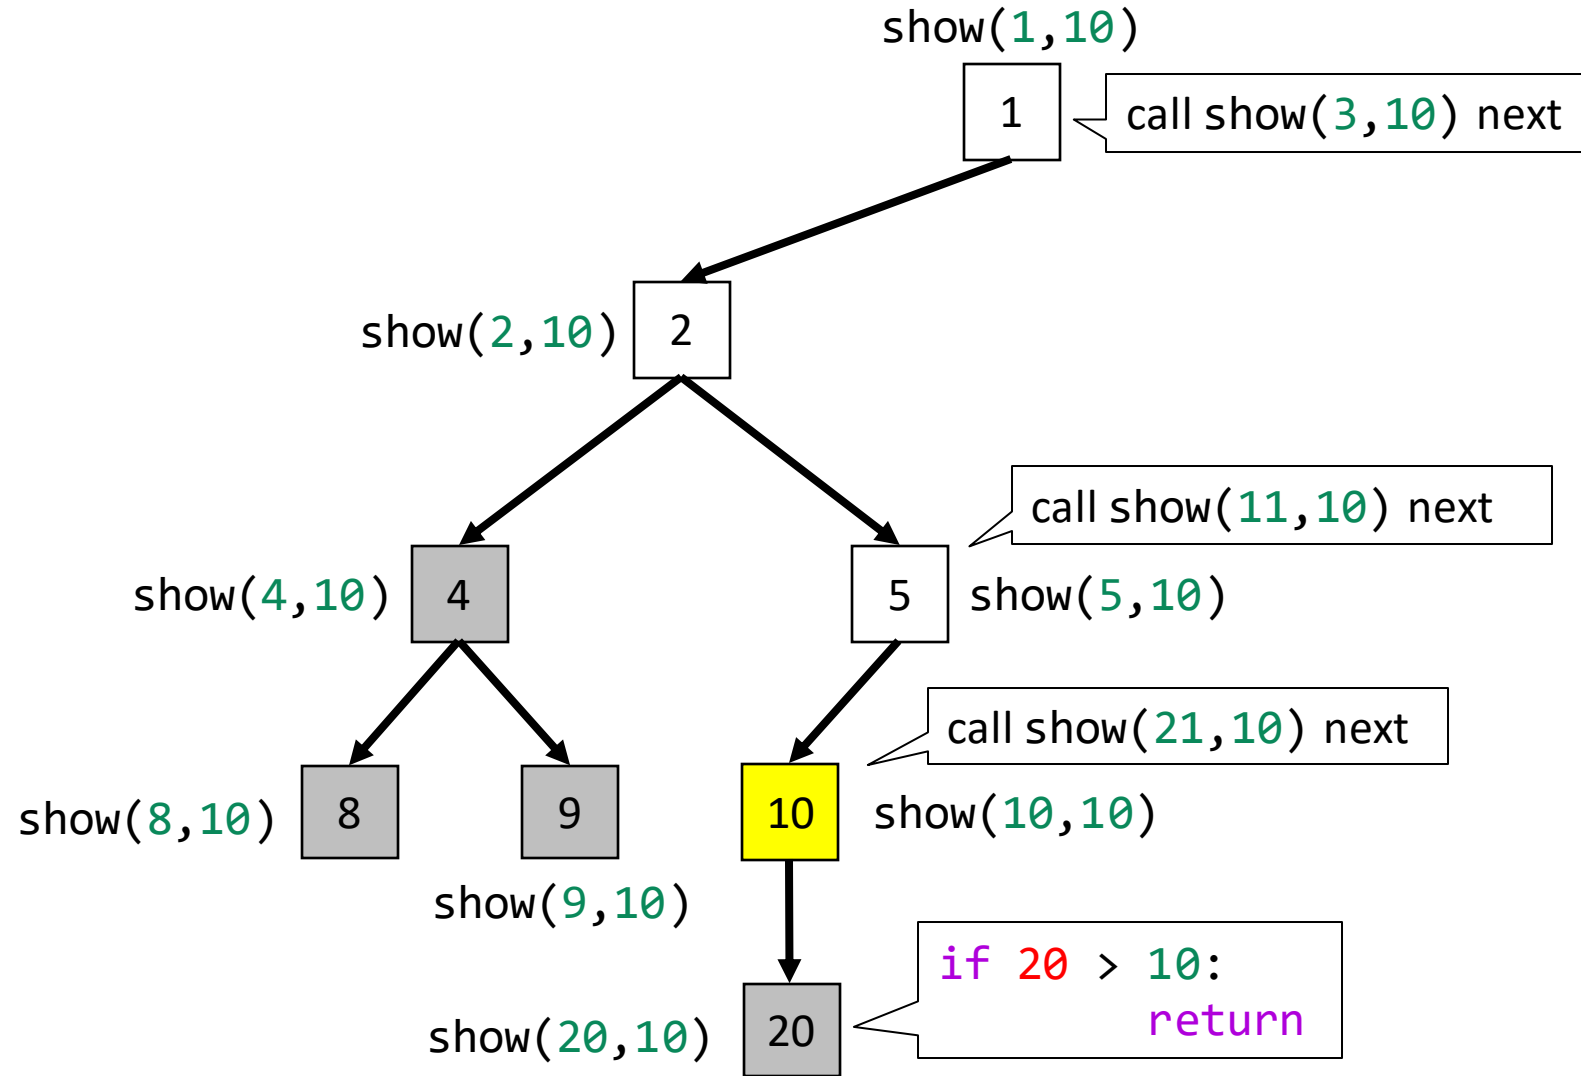 show(1,10)
1
call show(3,10) next
show(2,10)
2
call show(11,10) next
show(4,10)
4
5
show(5,10)
call show(21,10) next
show(8,10)
8
9
10
show(10,10)
show(9,10)
if 20 > 10:
return
show(20,10)
20